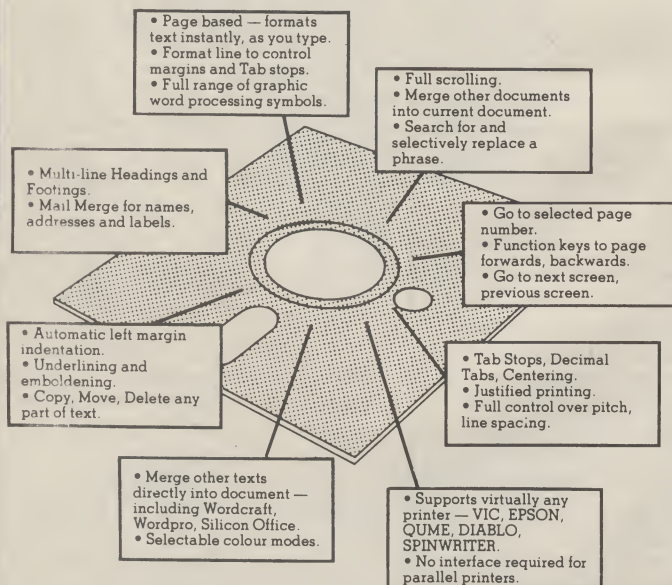 • Page based — formats
text instantly, as you type.
• Format line to control
margins and Tab stops.
• Full range of graphic
word processing symbols.
• Full scrolling.
• Merge other documents
into current document.
• Search for and
selectively replace a
phrase.
• Multi-line Headings and
Footings.
• Mail Merge for names,
addresses and labels.
• Go to selected page
number.
• Function keys to page
forwards, backwards.
• Go to next screen,
previous screen.
• Automatic left margin
indentation.
• Underlining and
emboldening.
• Copy, Move, Delete any
part of text.
• Tab Stops, Decimal
Tabs, Centering.
• Justified printing.
• Full control over pitch,
line spacing.
• Merge other texts
directly into document —
including Wordcraft,
Wordpro, Silicon Office.
• Selectable colour modes.
• Supports virtually any
printer — VIC, EPSON,
QUME, DIABLO,
SPINWRITER.
• No interface required for
parallel printers.